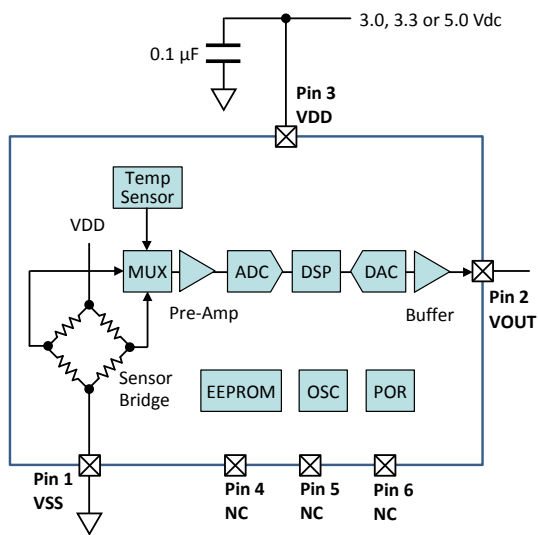 3.0, 3.3 or 5.0 Vdc
0.1 µF
Pin 3
VDD
Temp
Sensor
VDD
MUX
ADC
DSP
DAC
Pre-Amp
Buffer
Pin 2
VOUT
Sensor
Bridge
EEPROM
OSC
POR
Pin 1
VSS
Pin 4
NC
Pin 5
NC
Pin 6
NC